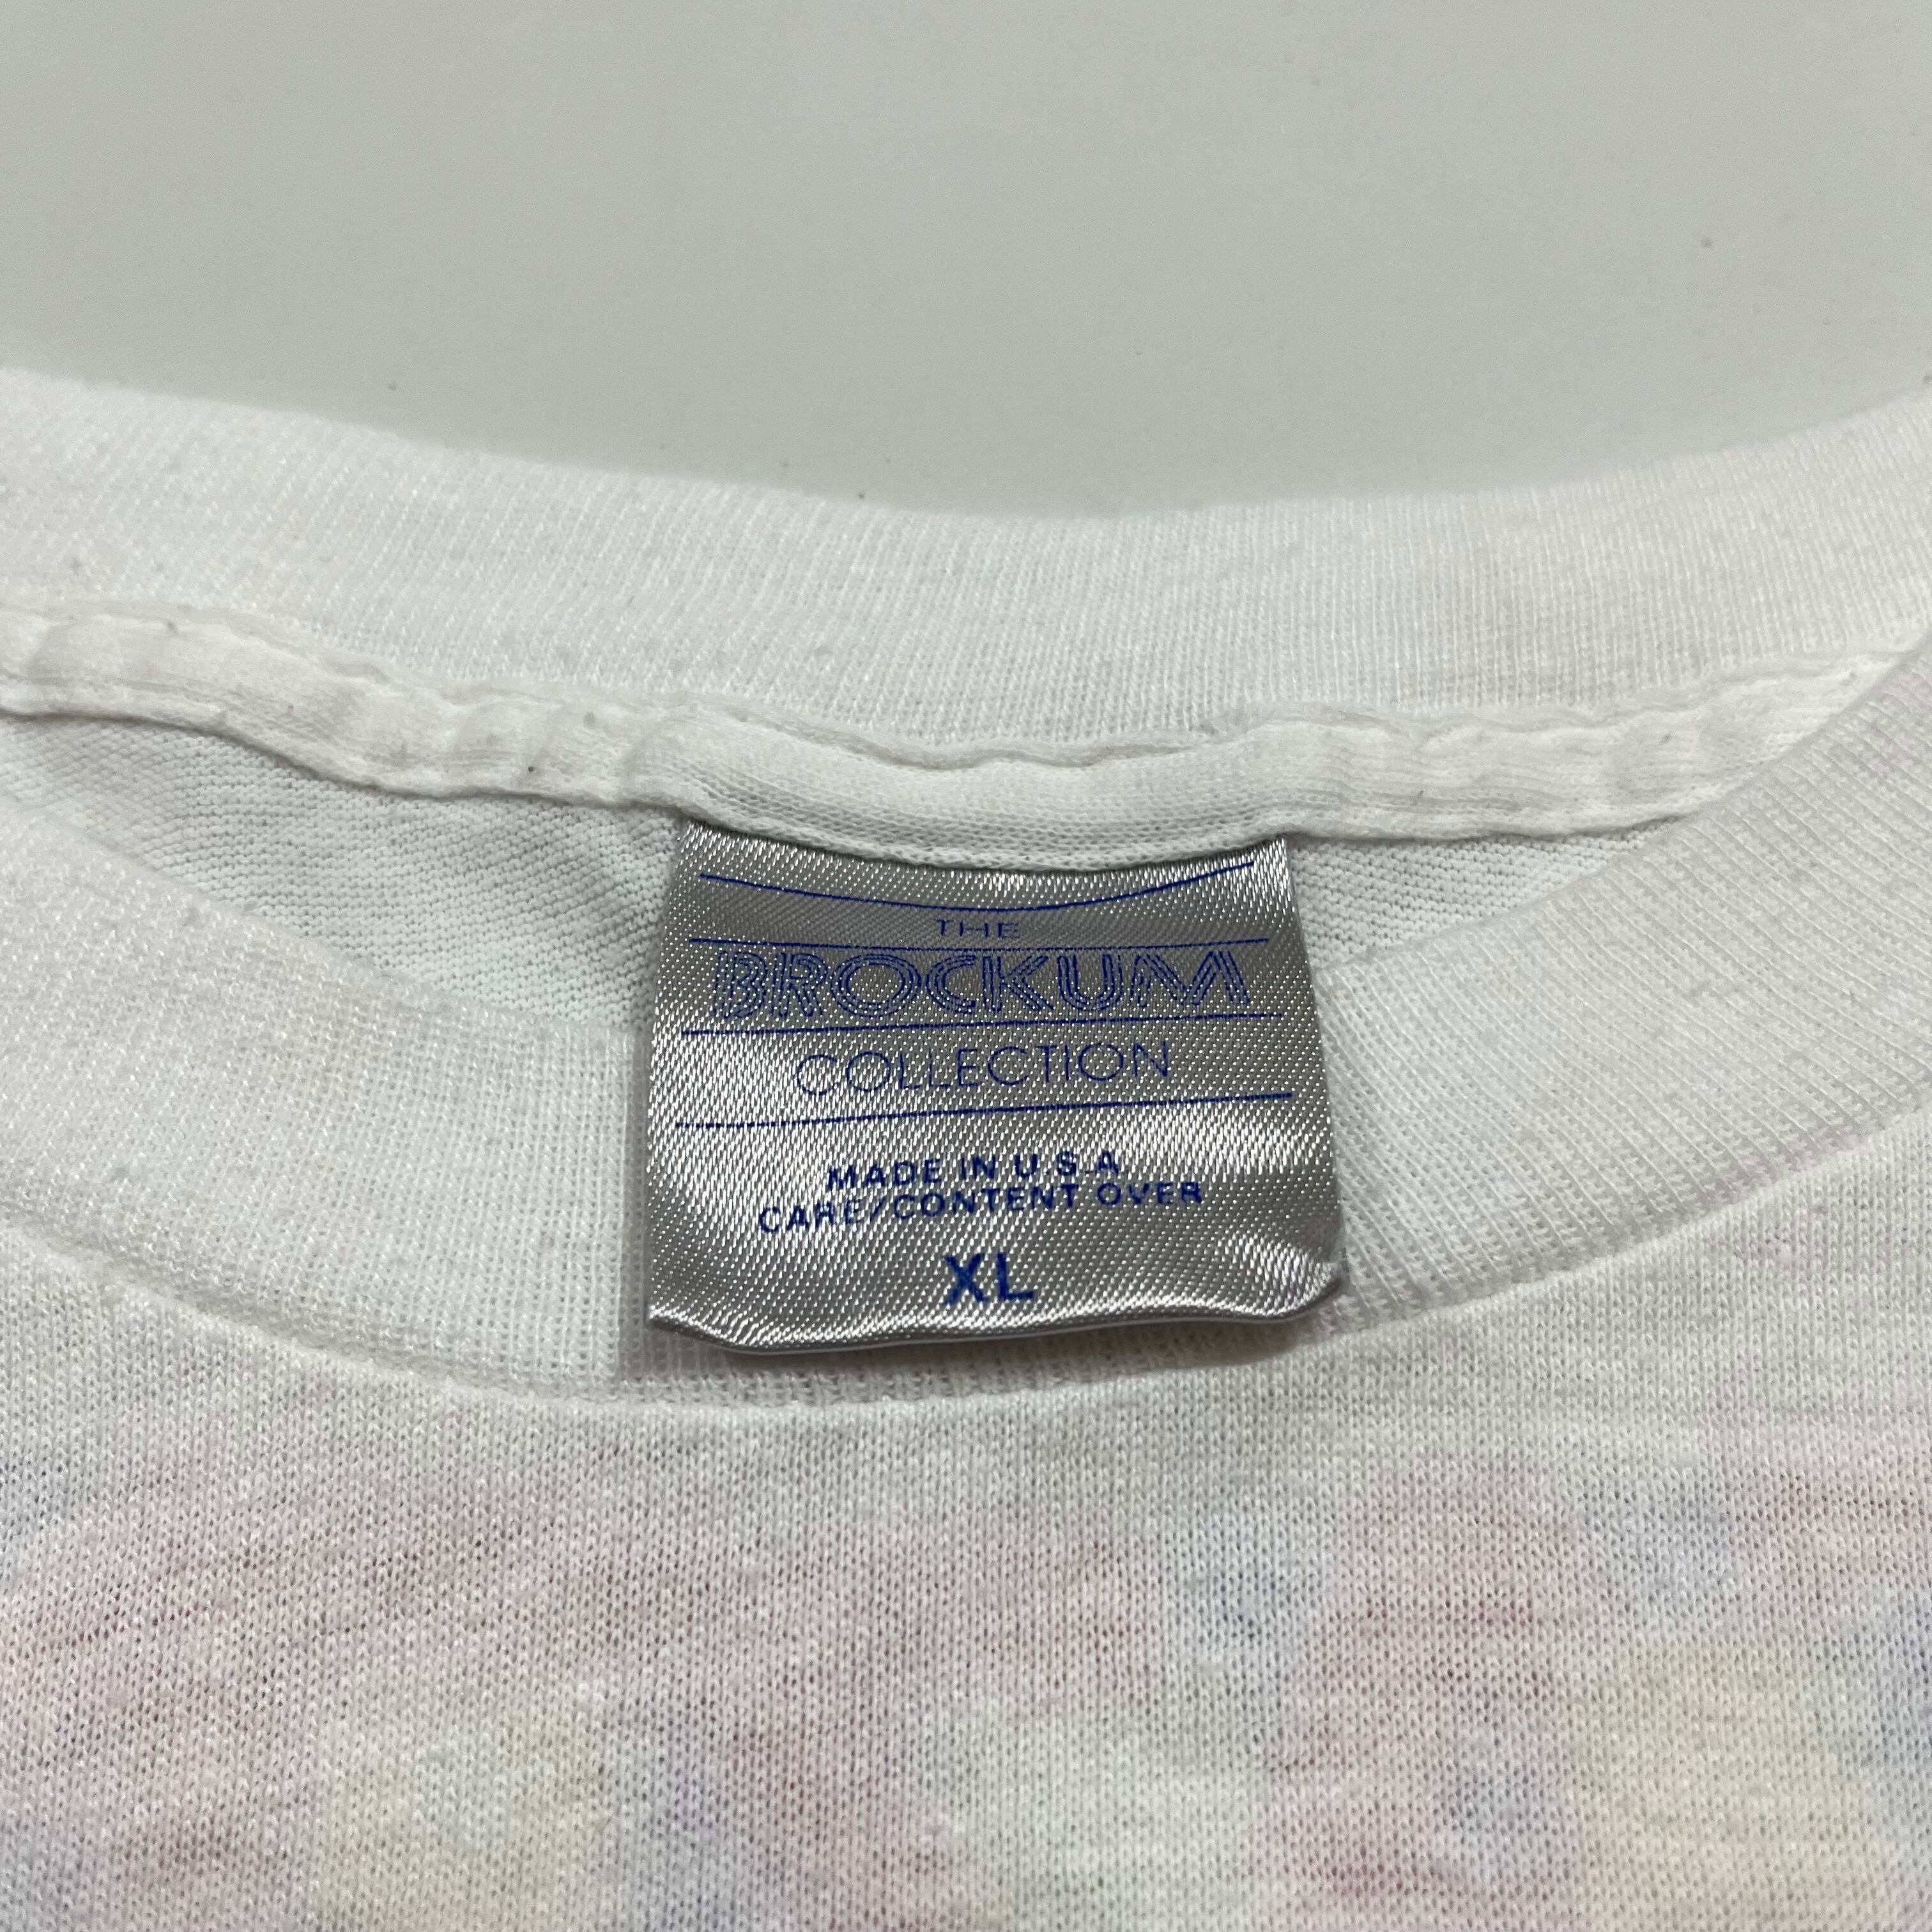 THE
BROCKUM
COLLECTION
MADE IN U.S.A
CARE/CONTENT OVER
XL